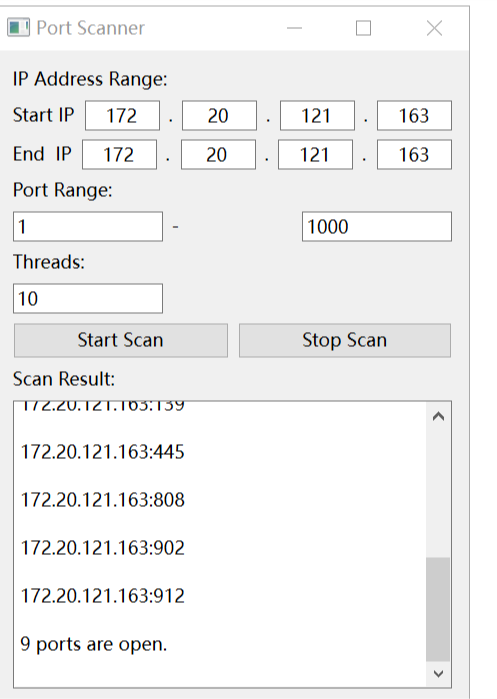 Port Scanner
IP Address Range:
Start IP 172 . 20 . 121 . 163
End IP 172 . 20 . 121 . 163
Port Range:
1 - 1000
Threads:
10
Start Scan Stop Scan
Scan Result:
172.20.121.163:139
172.20.121.163:445
172.20.121.163:808
172.20.121.163:902
172.20.121.163:912
9 ports are open.